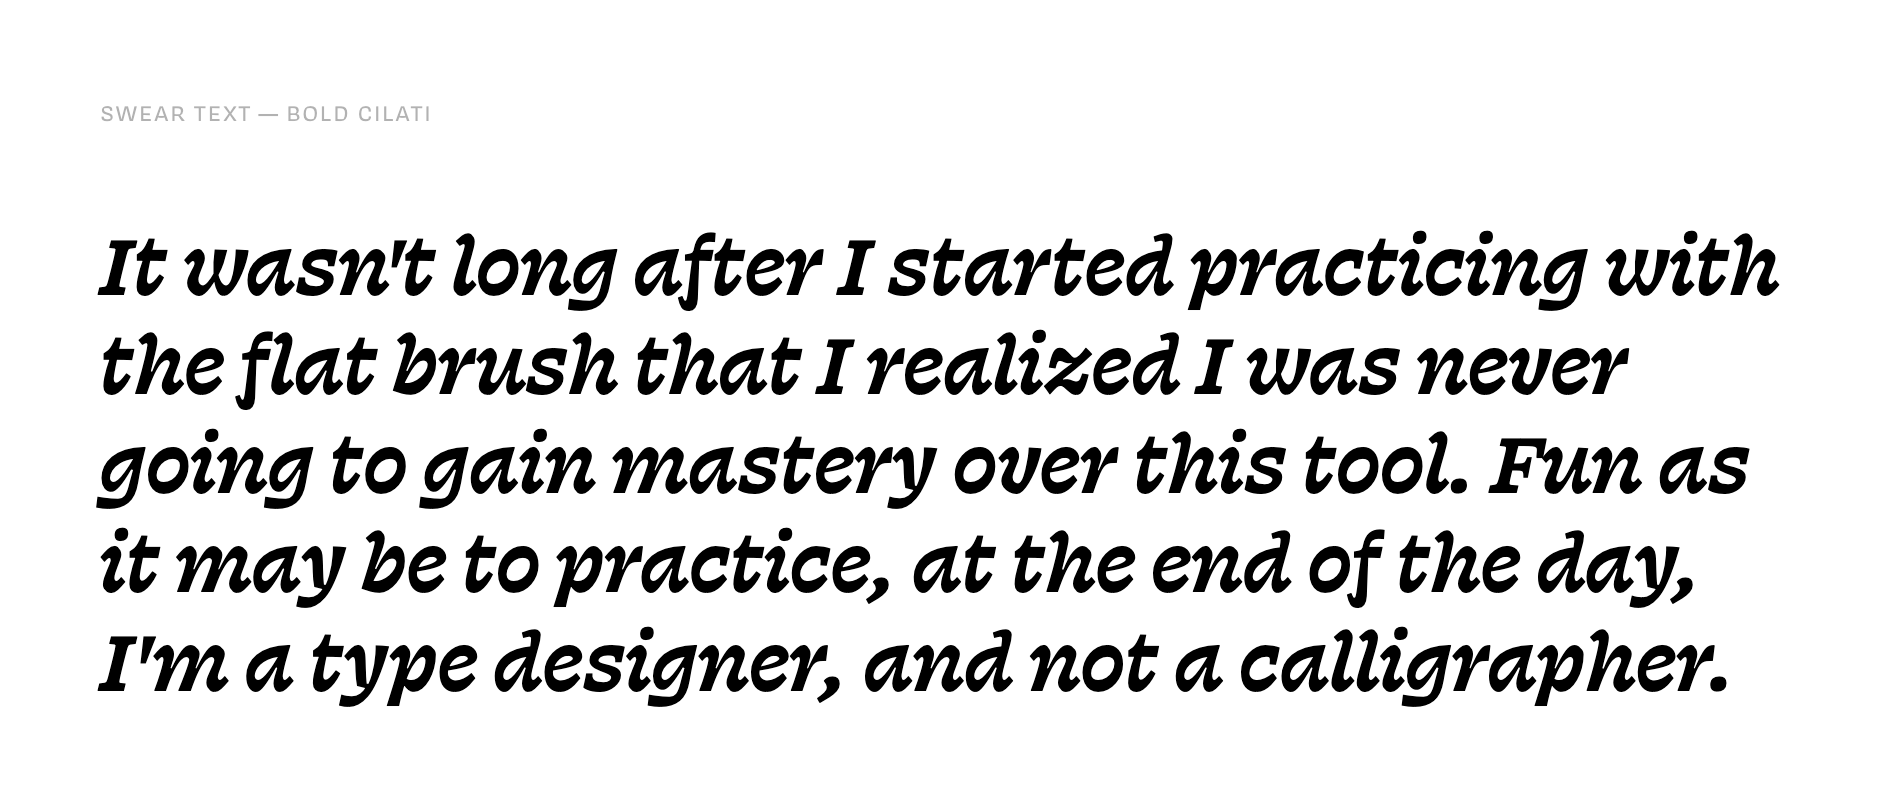 SWEAR TEXT — BOLD CILATI
It wasn't long after I started practicing with
the flat brush that I realized I was never
going to gain mastery over this tool. Fun as
it may be to practice, at the end of the day,
I'm a type designer, and not a calligrapher.